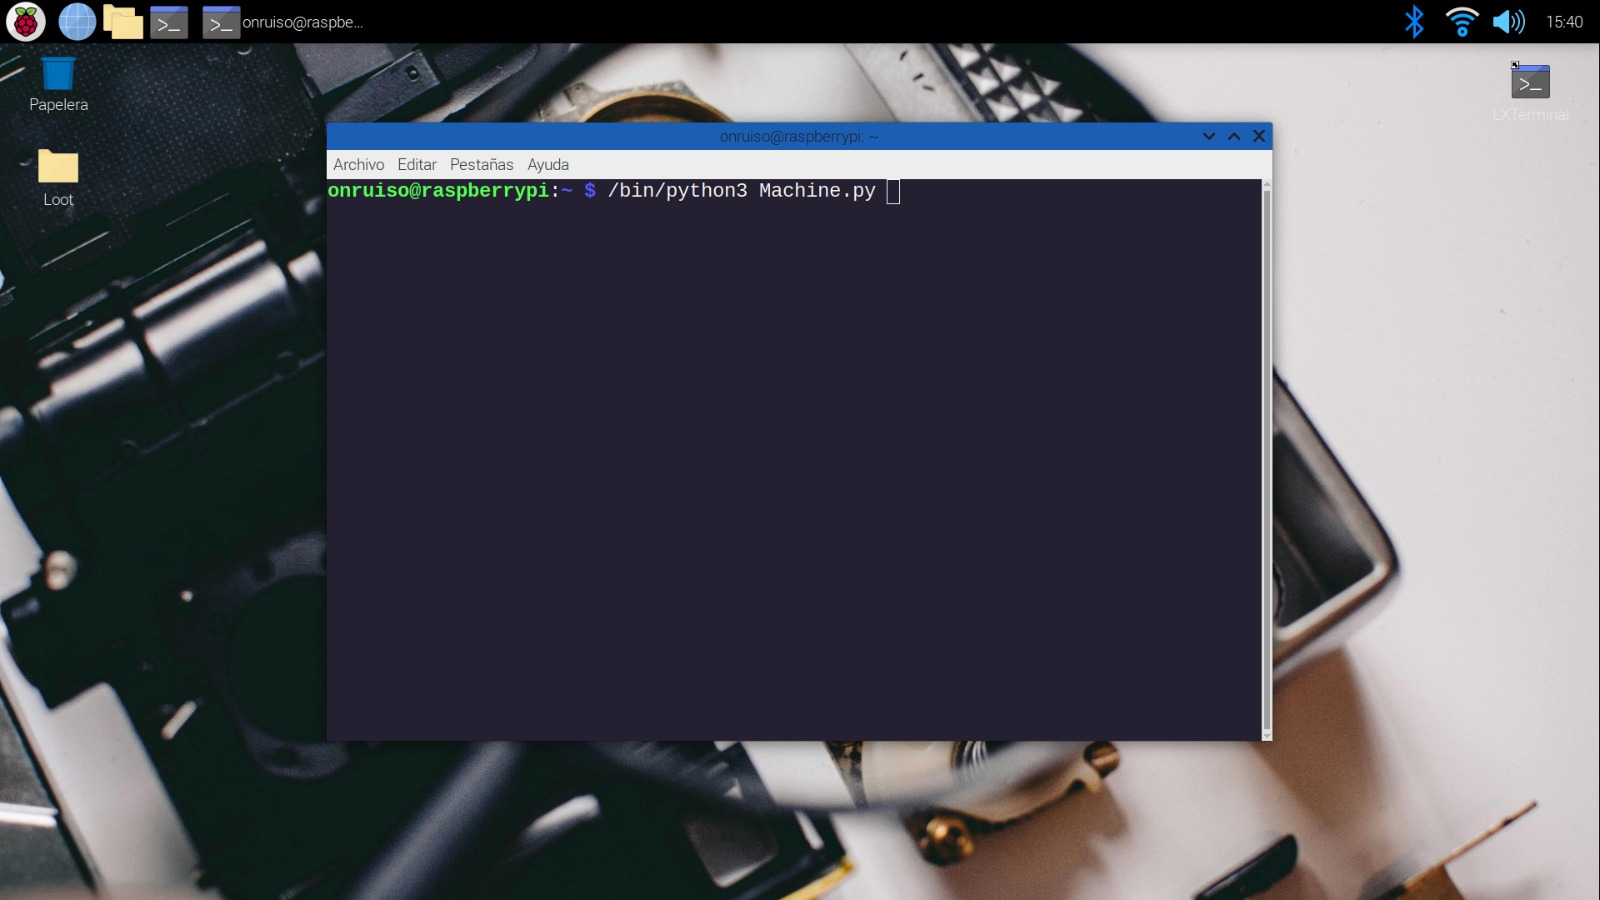 onruiso@raspbe...
15:40
Papelera
Loot
LXTerminal
onruiso@raspberrypi: ~
Archivo Editar Pestañas Ayuda
onruiso@raspberrypi:~ $ /bin/python3 Machine.py